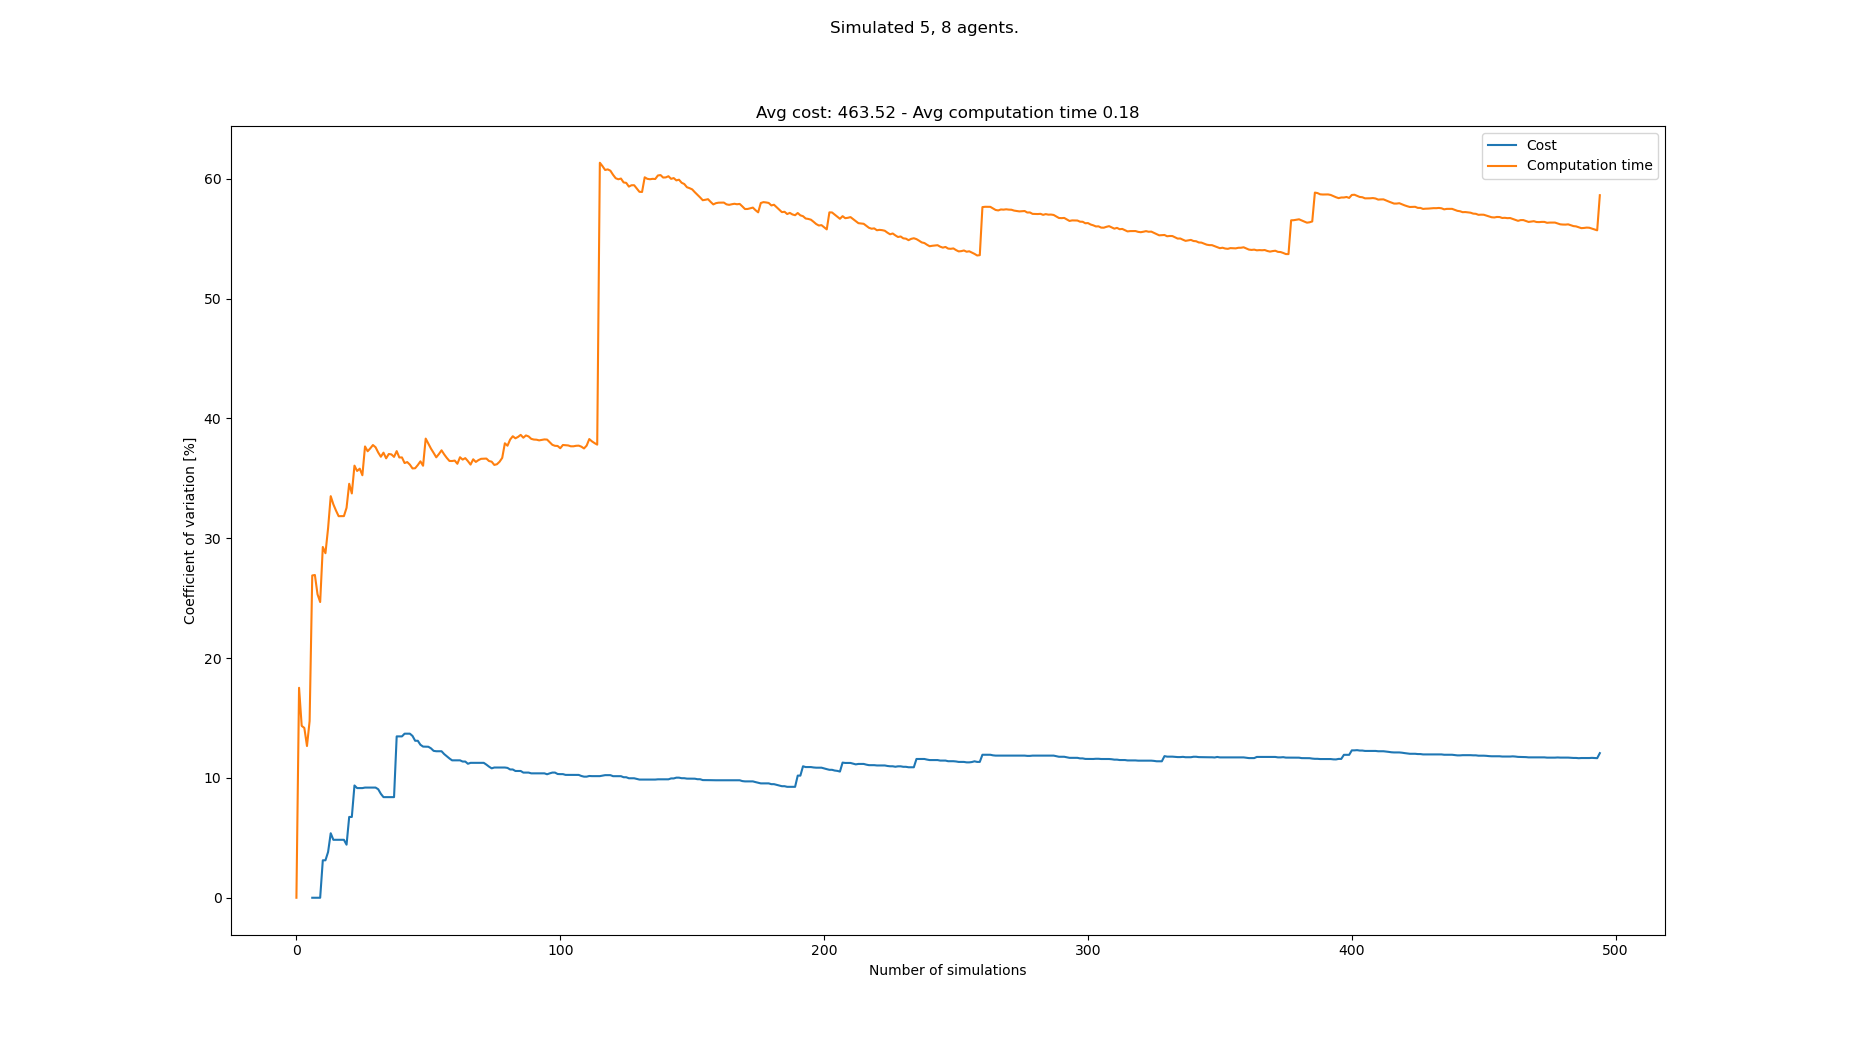 Simulated 5, 8 agents.
Avg cost: 463.52 - Avg computation time 0.18
Cost
Computation time
60
50
40
30
20
10
0
Coefficient of variation [%]
0 100 200 300 400 500
Number of simulations